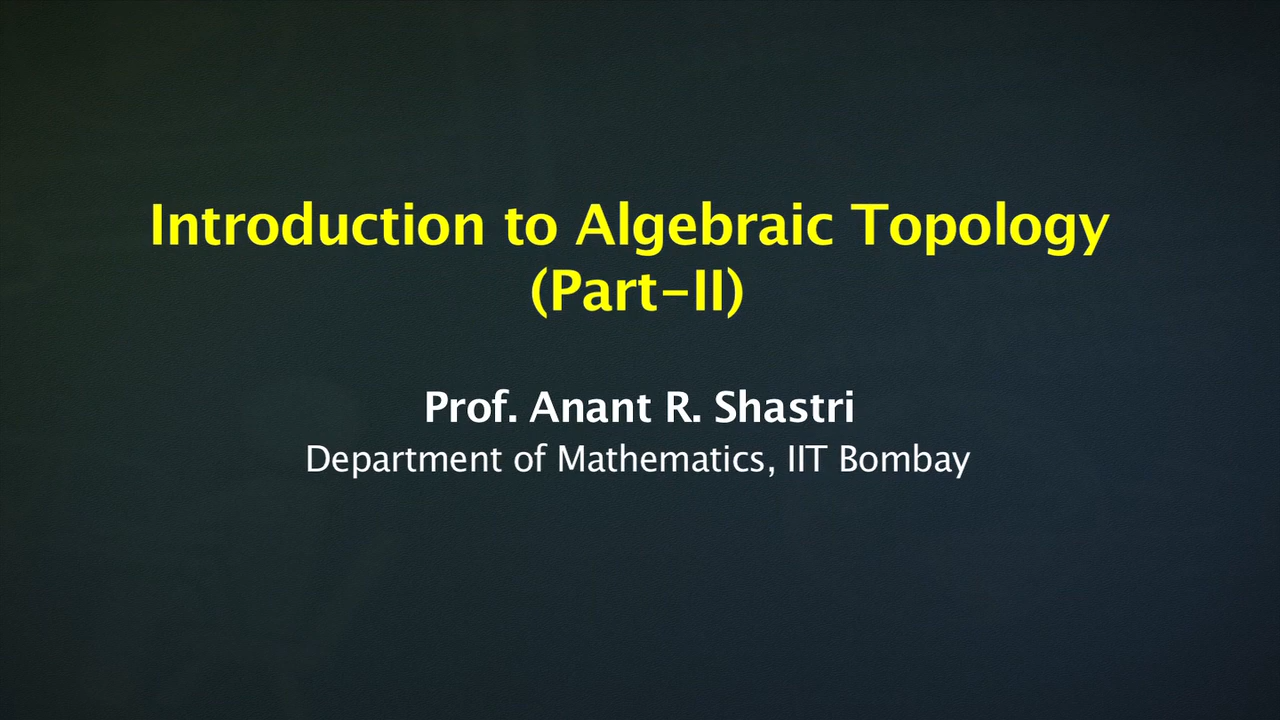 Introduction to Algebraic Topology
(Part-II)
Prof. Anant R. Shastri
Department of Mathematics, IIT Bombay